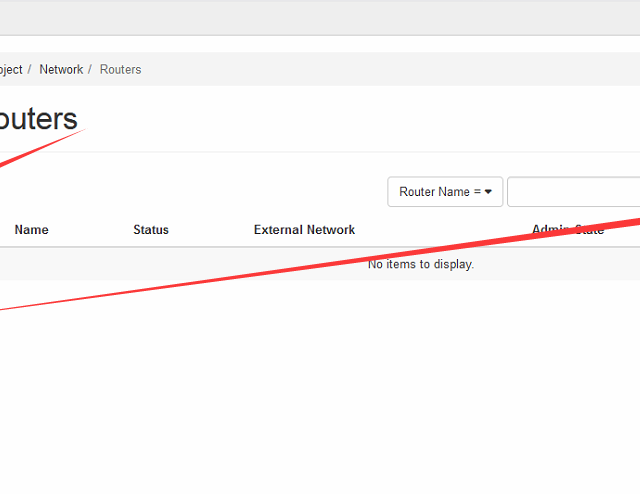 oject / Network / Routers
outers
Router Name =
Name Status External Network Admin State
No items to display.